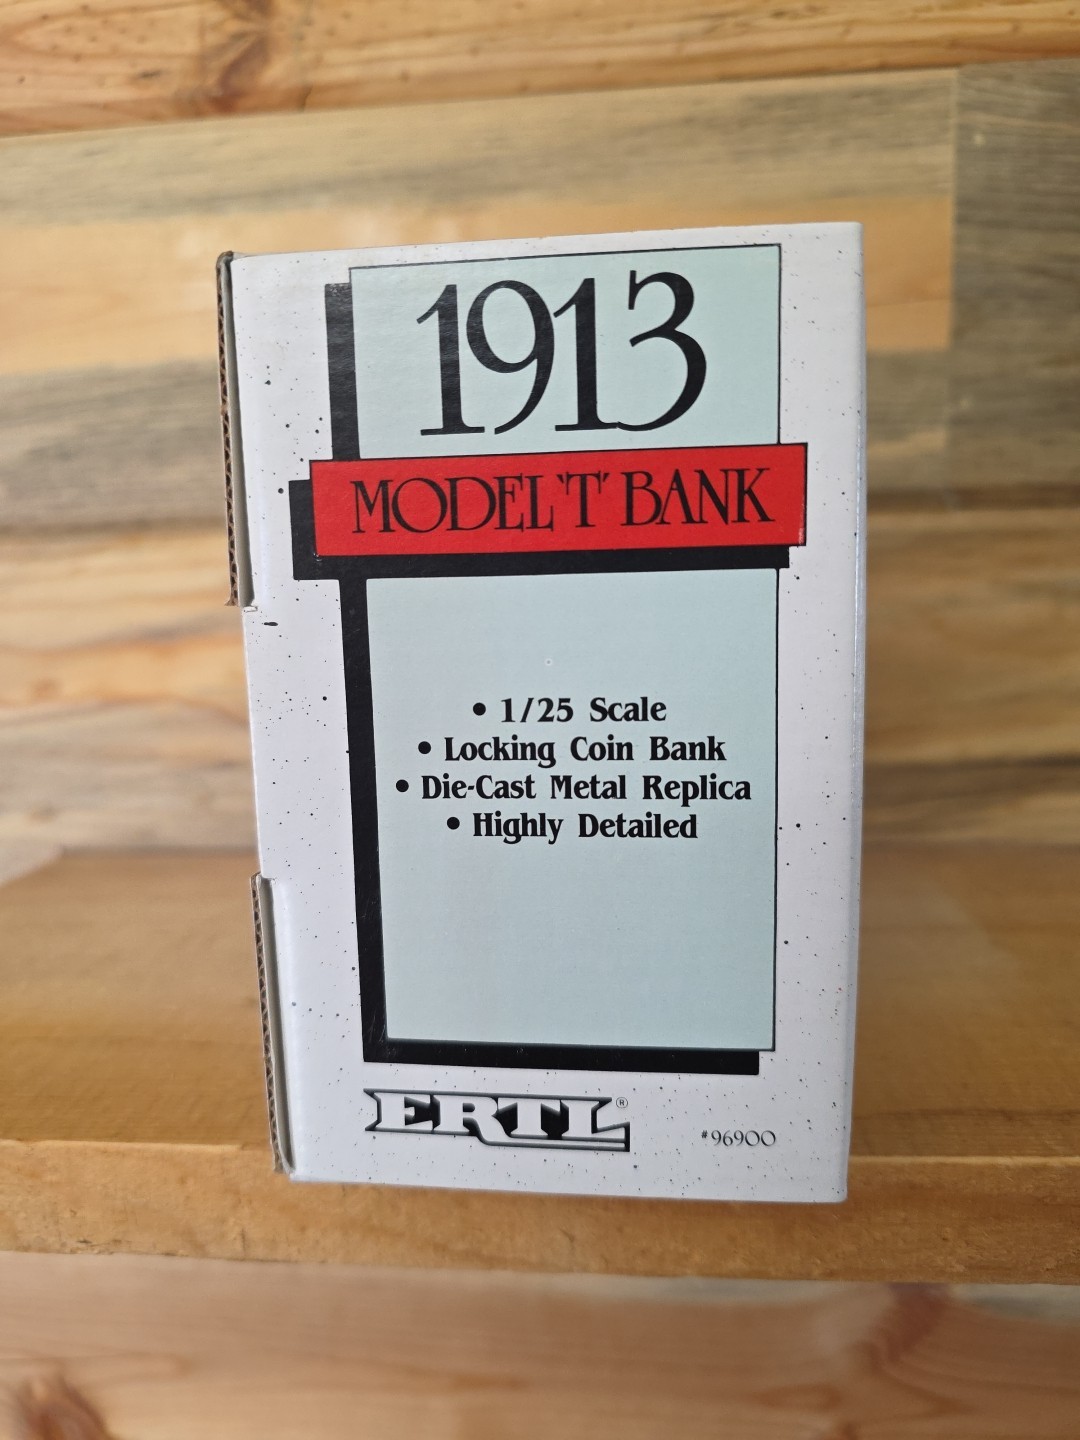 1913
MODEL 'T' BANK
• 1/25 Scale
• Locking Coin Bank
• Die-Cast Metal Replica
• Highly Detailed
ERTL®
#96900